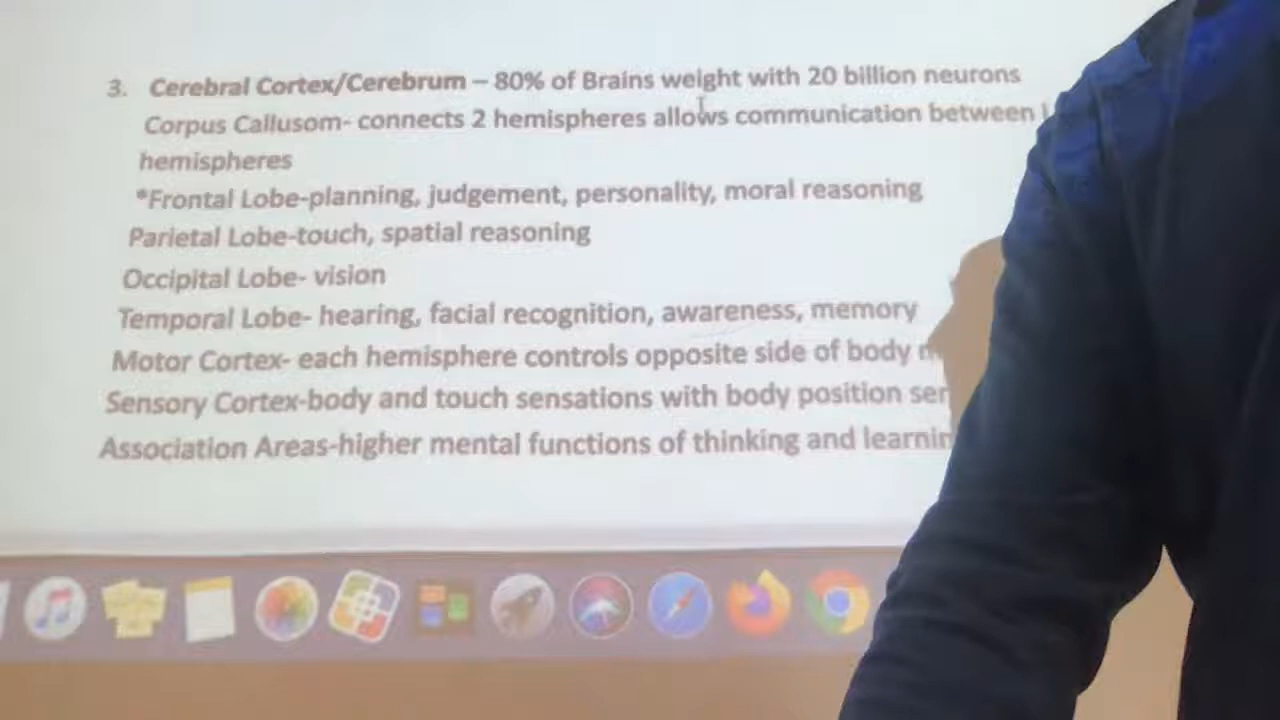 3. Cerebral Cortex/Cerebrum – 80% of Brains weight with 20 billion neurons
Corpus Callusom- connects 2 hemispheres allows communication between
hemispheres
*Frontal Lobe-planning, judgement, personality, moral reasoning
Parietal Lobe-touch, spatial reasoning
Occipital Lobe- vision
Temporal Lobe- hearing, facial recognition, awareness, memory
Motor Cortex- each hemisphere controls opposite side of body
Sensory Cortex-body and touch sensations with body position
Association Areas-higher mental functions of thinking and